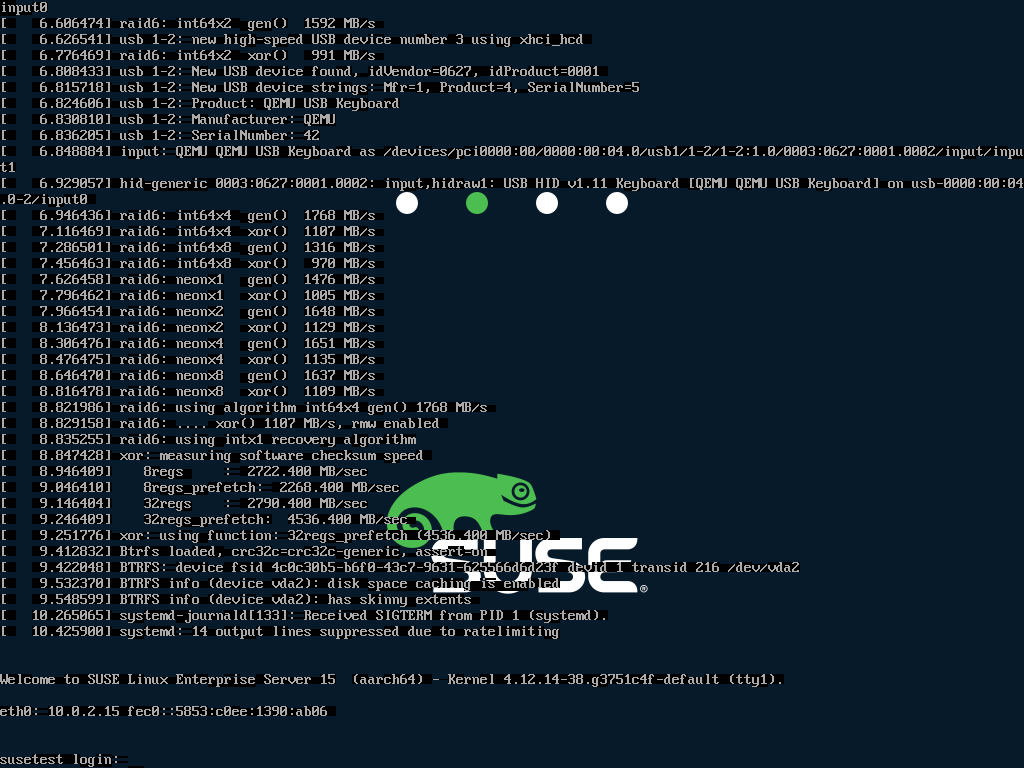 input0
[    6.606474] raid6: int64x2  gen()  1592 MB/s
[    6.626541] usb 1-2: new high-speed USB device number 3 using xhci_hcd
[    6.776469] raid6: int64x2  xor()   991 MB/s
[    6.808433] usb 1-2: New USB device found, idVendor=0627, idProduct=0001
[    6.815718] usb 1-2: New USB device strings: Mfr=1, Product=4, SerialNumber=5
[    6.824606] usb 1-2: Product: QEMU USB Keyboard
[    6.830810] usb 1-2: Manufacturer: QEMU
[    6.836205] usb 1-2: SerialNumber: 42
[    6.848884] input: QEMU QEMU USB Keyboard as /devices/pci0000:00/0000:00:04.0/usb1/1-2/1-2:1.0/0003:0627:0001.0002/input/inpu
t1
[    6.929057] hid-generic 0003:0627:0001.0002: input,hidraw1: USB HID v1.11 Keyboard [QEMU QEMU USB Keyboard] on usb-0000:00:04
.0-2/input0
[    6.946436] raid6: int64x4  gen()  1768 MB/s
[    7.116469] raid6: int64x4  xor()  1107 MB/s
[    7.286501] raid6: int64x8  gen()  1316 MB/s
[    7.456463] raid6: int64x8  xor()   970 MB/s
[    7.626458] raid6: neonx1   gen()  1476 MB/s
[    7.796462] raid6: neonx1   xor()  1005 MB/s
[    7.966454] raid6: neonx2   gen()  1648 MB/s
[    8.136473] raid6: neonx2   xor()  1129 MB/s
[    8.306476] raid6: neonx4   gen()  1651 MB/s
[    8.476475] raid6: neonx4   xor()  1135 MB/s
[    8.646470] raid6: neonx8   gen()  1637 MB/s
[    8.816478] raid6: neonx8   xor()  1109 MB/s
[    8.821986] raid6: using algorithm int64x4 gen() 1768 MB/s
[    8.829158] raid6: .... xor() 1107 MB/s, rmw enabled
[    8.835255] raid6: using intx1 recovery algorithm
[    8.847428] xor: measuring software checksum speed
[    8.946409]    8regs     :  2722.400 MB/sec
[    9.046410]    8regs_prefetch:  2268.400 MB/sec
[    9.146404]    32regs    :  2790.400 MB/sec
[    9.246409]    32regs_prefetch:  4536.400 MB/sec
[    9.251776] xor: using function: 32regs_prefetch (4536.400 MB/sec)
[    9.412832] Btrfs loaded, crc32c=crc32c-generic, assert=on
[    9.422048] BTRFS: device fsid 4c0c30b5-b6f0-43c7-9631-625566d6d23f devid 1 transid 216 /dev/vda2
[    9.532370] BTRFS info (device vda2): disk space caching is enabled
[    9.548599] BTRFS info (device vda2): has skinny extents
SUSE®
[   10.265065] systemd-journald[133]: Received SIGTERM from PID 1 (systemd).
[   10.425900] systemd: 14 output lines suppressed due to ratelimiting
Welcome to SUSE Linux Enterprise Server 15  (aarch64) - Kernel 4.12.14-38.g3751c4f-default (tty1).
eth0: 10.0.2.15 fec0::5853:c0ee:1390:ab06
susetest login: _